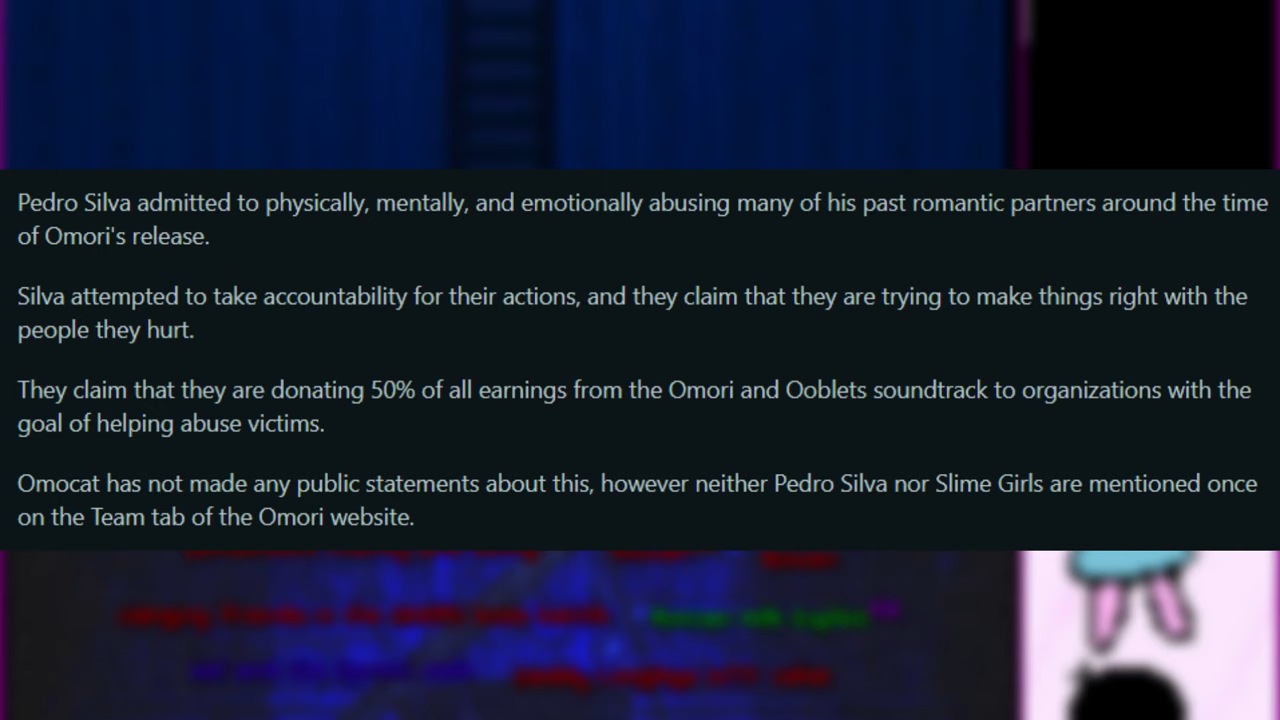 Pedro Silva admitted to physically, mentally, and emotionally abusing many of his past romantic partners around the time
of Omori's release.
Silva attempted to take accountability for their actions, and they claim that they are trying to make things right with the
people they hurt.
They claim that they are donating 50% of all earnings from the Omori and Ooblets soundtrack to organizations with the
goal of helping abuse victims.
Omocat has not made any public statements about this, however neither Pedro Silva nor Slime Girls are mentioned once
on the Team tab of the Omori website.